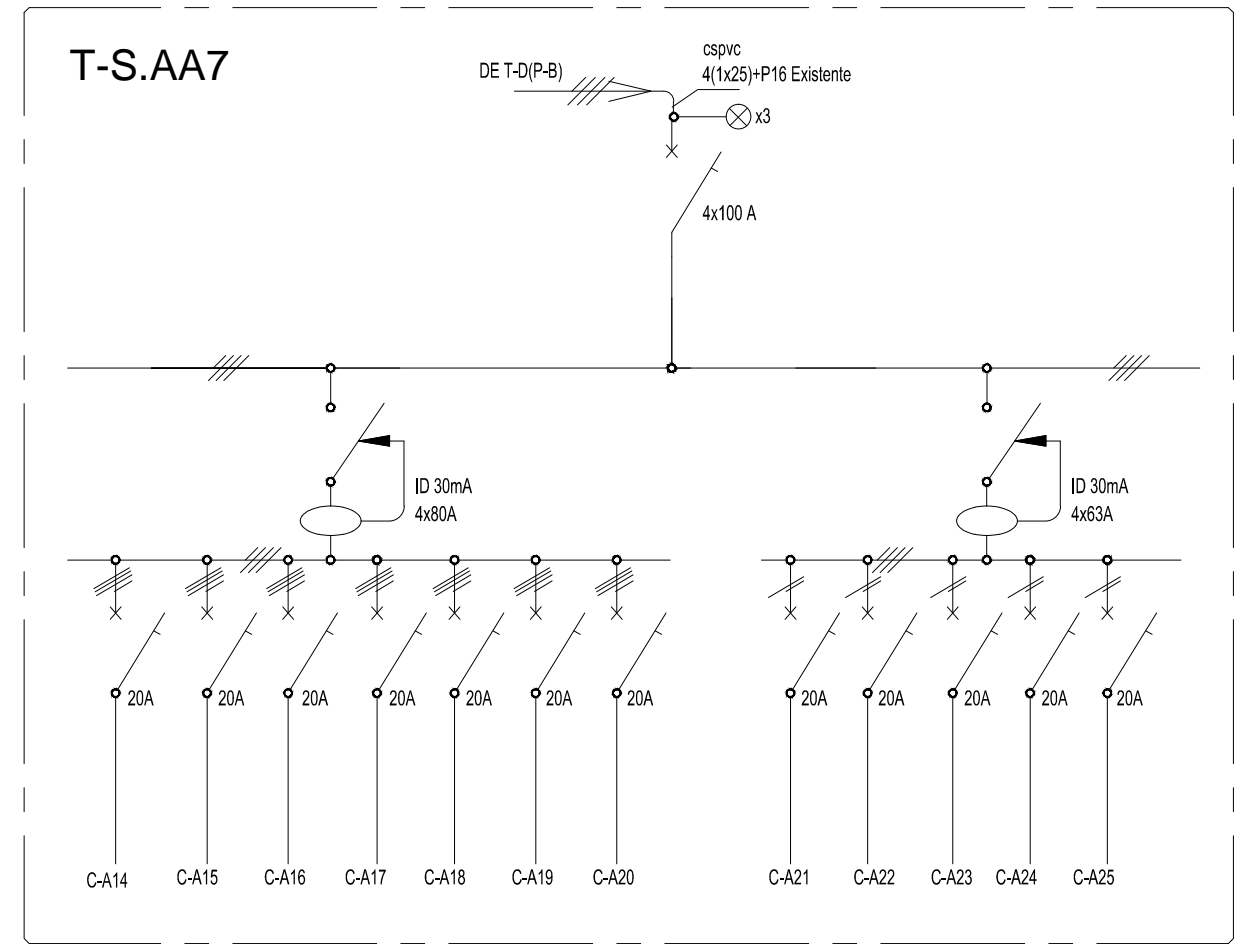 T-S.AA7
DE T-D(P-B)
cspvc
4(1x25)+P16 Existente
x3
4x100 A
ID 30mA
4x80A
ID 30mA
4x63A
20A 20A 20A 20A 20A 20A 20A 20A 20A 20A 20A 20A
C-A14 C-A15 C-A16 C-A17 C-A18 C-A19 C-A20 C-A21 C-A22 C-A23 C-A24 C-A25